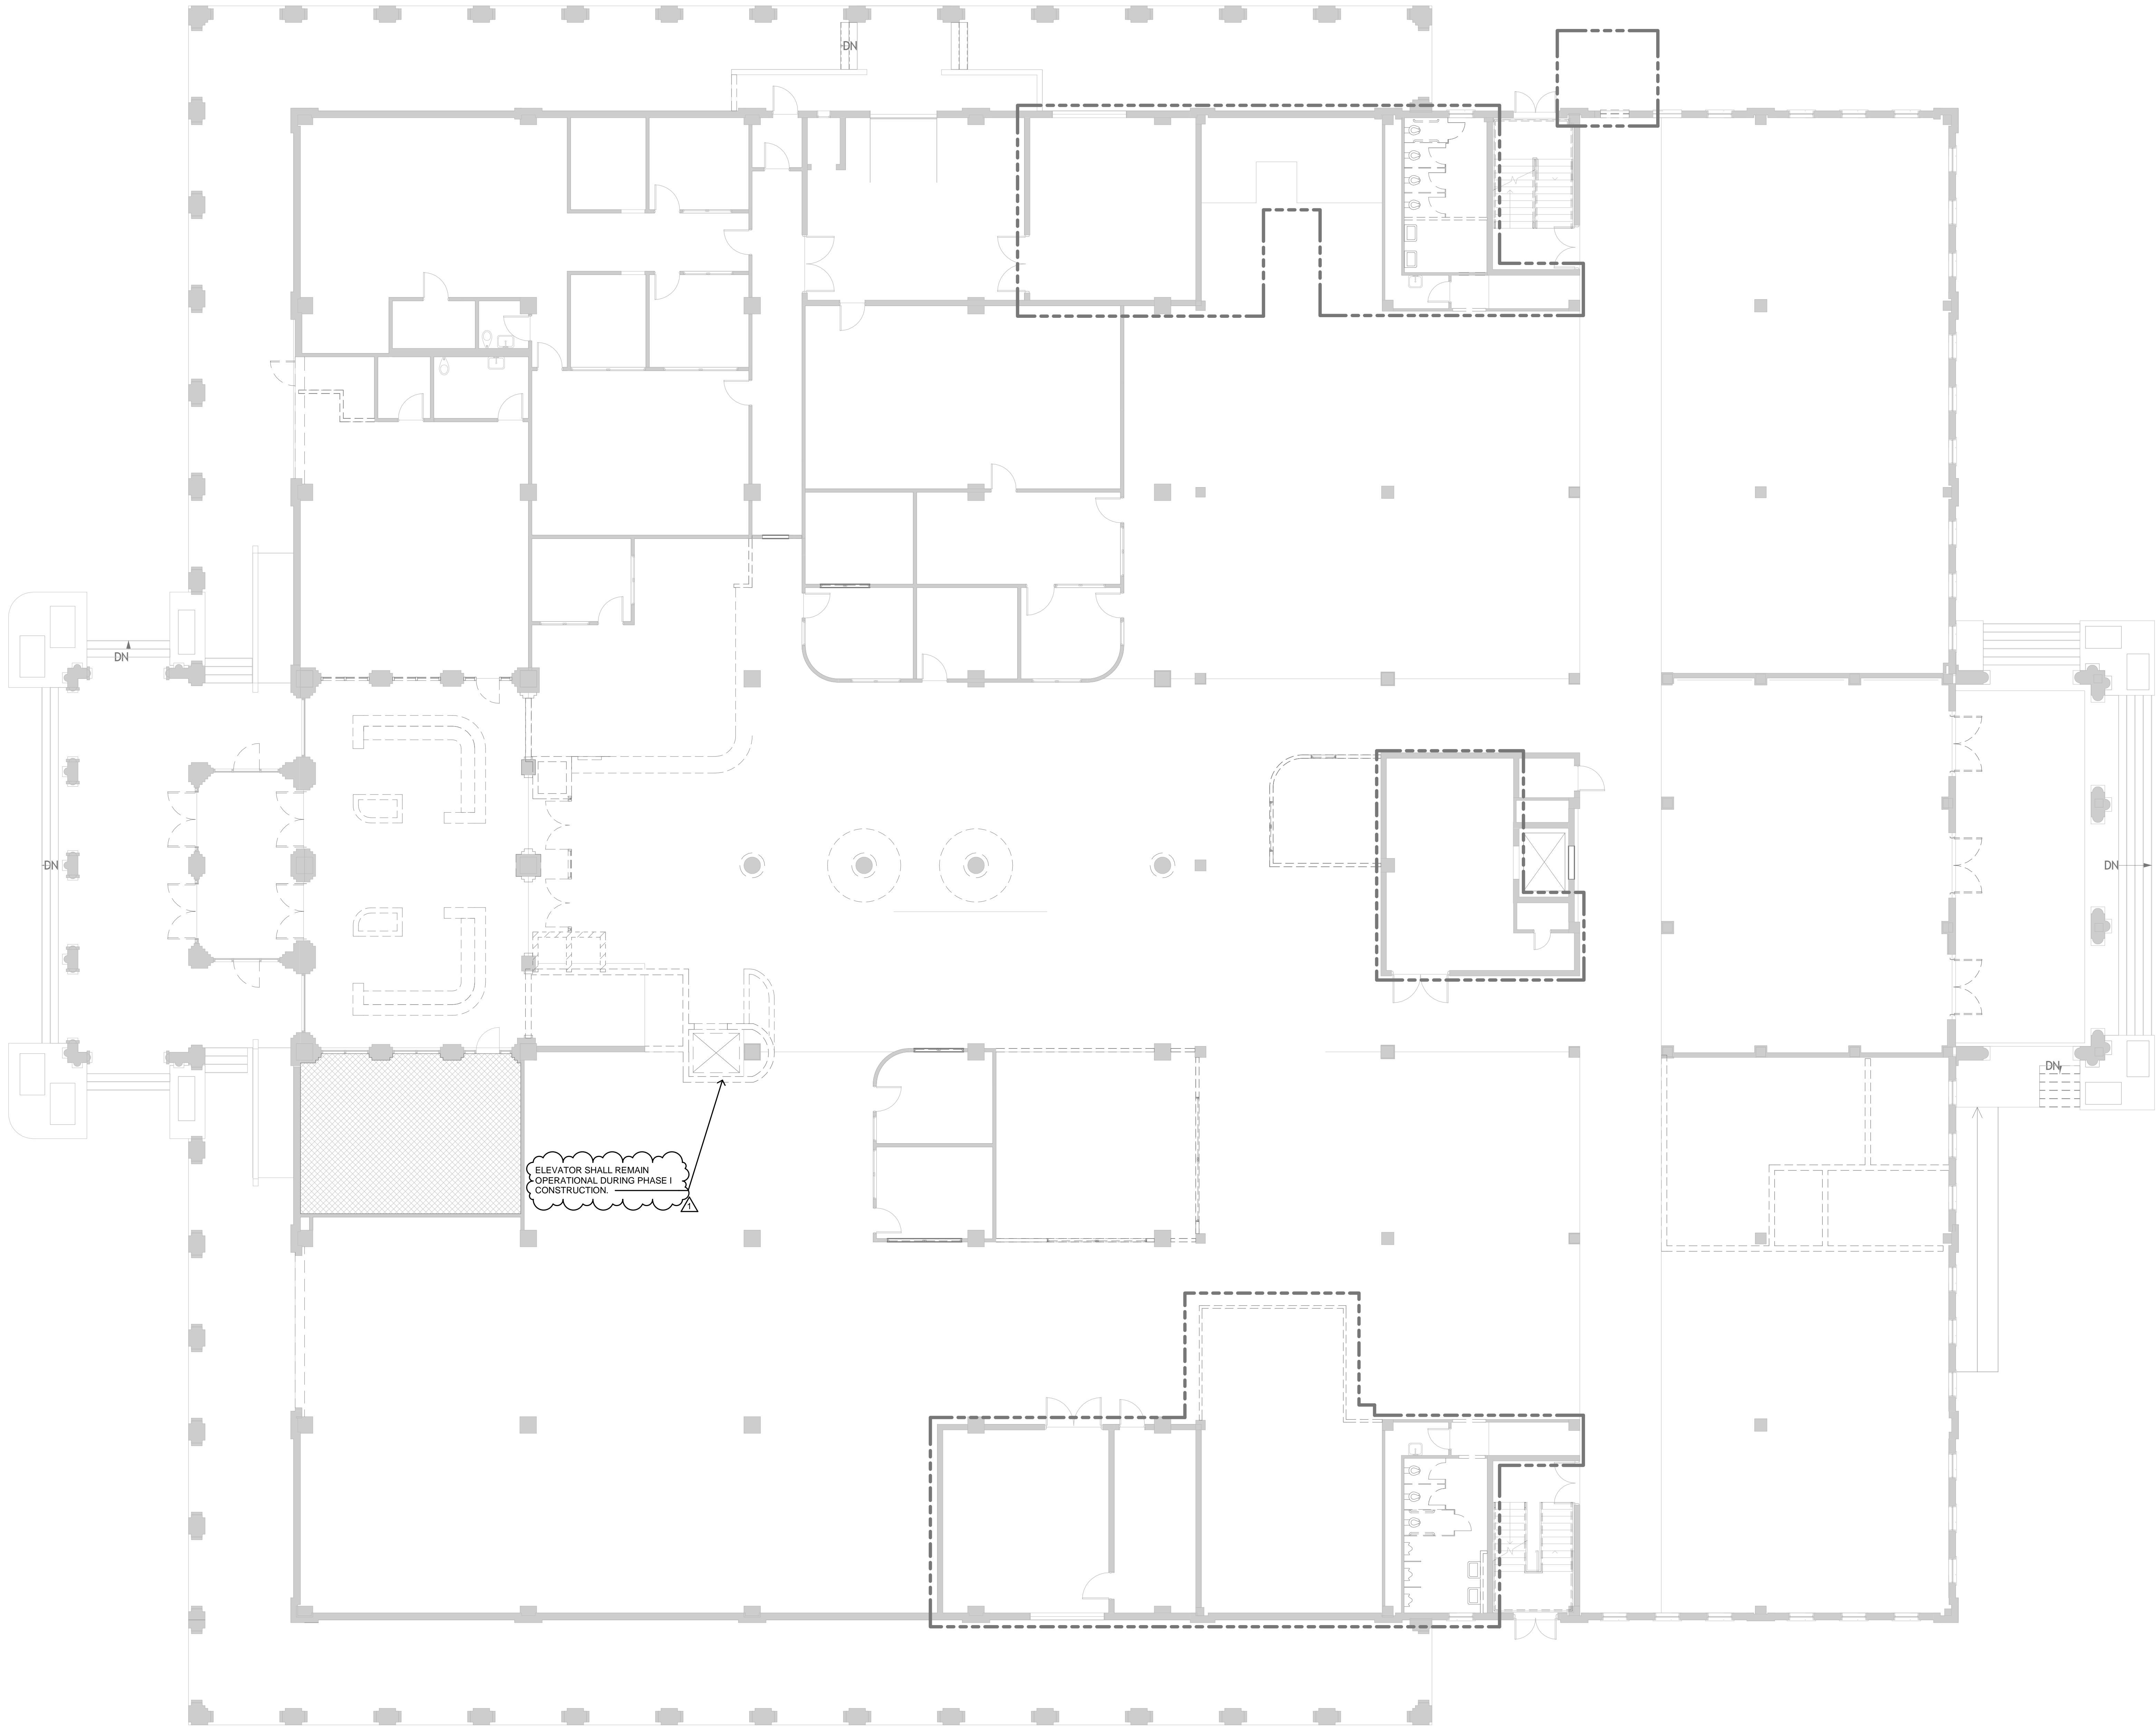 DN
DN
DN
DN
DN
ELEVATOR SHALL REMAIN
OPERATIONAL DURING PHASE I
CONSTRUCTION.
1